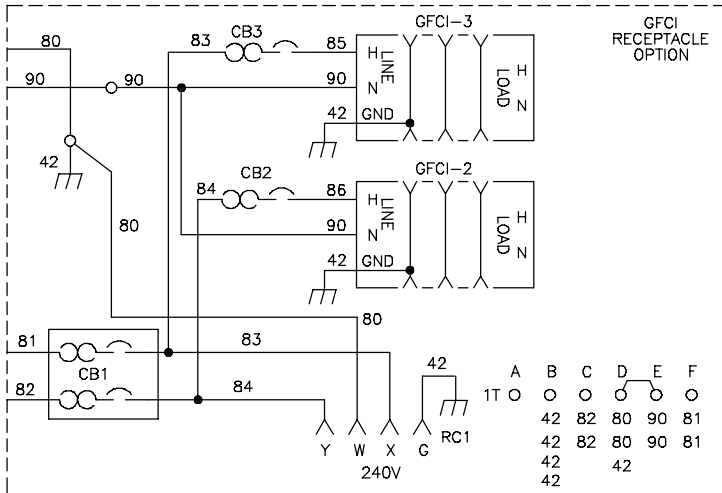 GFCI
RECEPTACLE
OPTION
80
83
CB3
85
GFCI-3
H
LINE
N
LOAD
H
N
90
90
90
42
GND
42
84
CB2
86
GFCI-2
H
LINE
N
LOAD
H
N
90
80
42
GND
80
81
83
CB1
82
84
42
RC1
Y W X G
240V
A B C D E F
1T
42 82 80 90 81
42 82 80 90 81
42 42
42